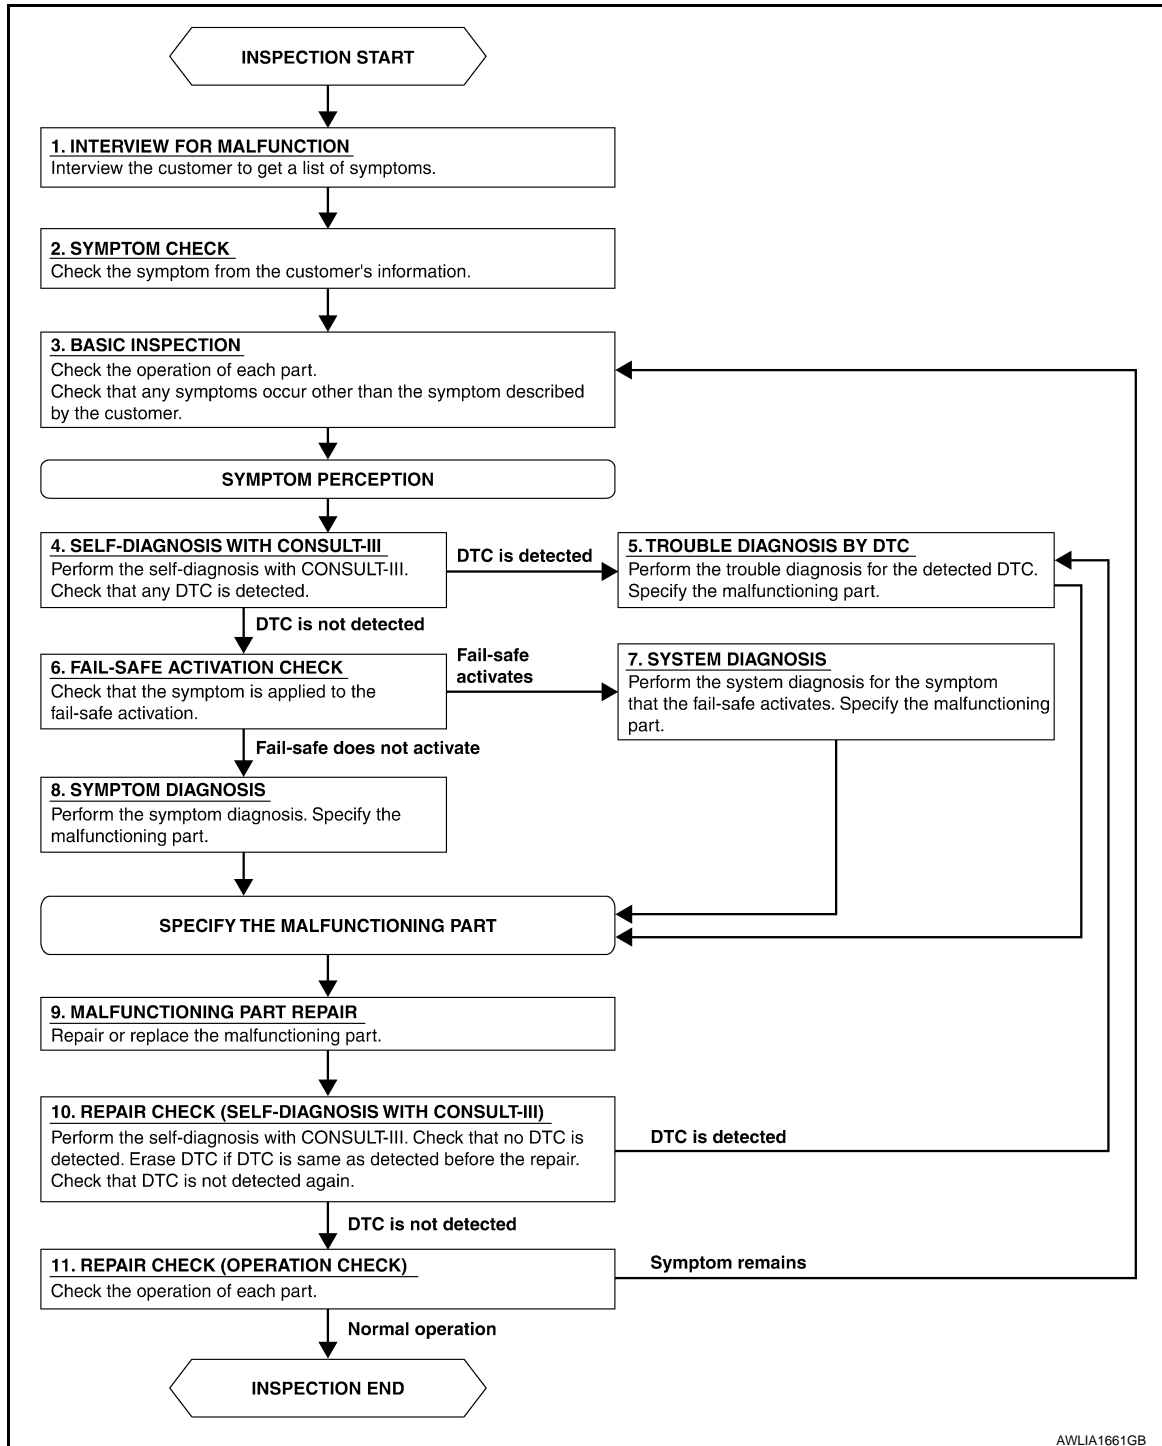 INSPECTION START
1. INTERVIEW FOR MALFUNCTION
Interview the customer to get a list of symptoms.
2. SYMPTOM CHECK
Check the symptom from the customer's information.
3. BASIC INSPECTION
Check the operation of each part.
Check that any symptoms occur other than the symptom described
by the customer.
SYMPTOM PERCEPTION
4. SELF-DIAGNOSIS WITH CONSULT-III
Perform the self-diagnosis with CONSULT-III.
Check that any DTC is detected.
DTC is detected
5. TROUBLE DIAGNOSIS BY DTC
Perform the trouble diagnosis for the detected DTC.
Specify the malfunctioning part.
DTC is not detected
6. FAIL-SAFE ACTIVATION CHECK
Check that the symptom is applied to the
fail-safe activation.
Fail-safe
activates
7. SYSTEM DIAGNOSIS
Perform the system diagnosis for the symptom
that the fail-safe activates. Specify the malfunctioning
part.
Fail-safe does not activate
8. SYMPTOM DIAGNOSIS
Perform the symptom diagnosis. Specify the
malfunctioning part.
SPECIFY THE MALFUNCTIONING PART
9. MALFUNCTIONING PART REPAIR
Repair or replace the malfunctioning part.
10. REPAIR CHECK (SELF-DIAGNOSIS WITH CONSULT-III)
Perform the self-diagnosis with CONSULT-III. Check that no DTC is
detected. Erase DTC if DTC is same as detected before the repair.
Check that DTC is not detected again.
DTC is detected
DTC is not detected
11. REPAIR CHECK (OPERATION CHECK)
Check the operation of each part.
Symptom remains
Normal operation
INSPECTION END
AWLIA1661GB